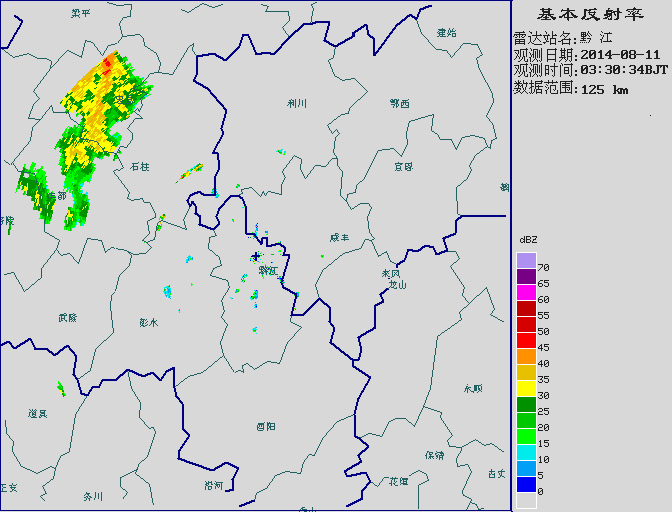 基本反射率
雷达站名:黔 江
观测日期:2014-08-11
观测时间:03:30:34BJT
数据范围:125 km
梁平
建始
利川
鄂西
石柱
宣恩
咸丰
来风
龙山
黔江
武隆
彭水
道真
酉阳
永顺
保靖
花垣
古丈
正安
务川
沿河
dBZ
70
65
60
55
50
45
40
35
30
25
20
15
10
5
0